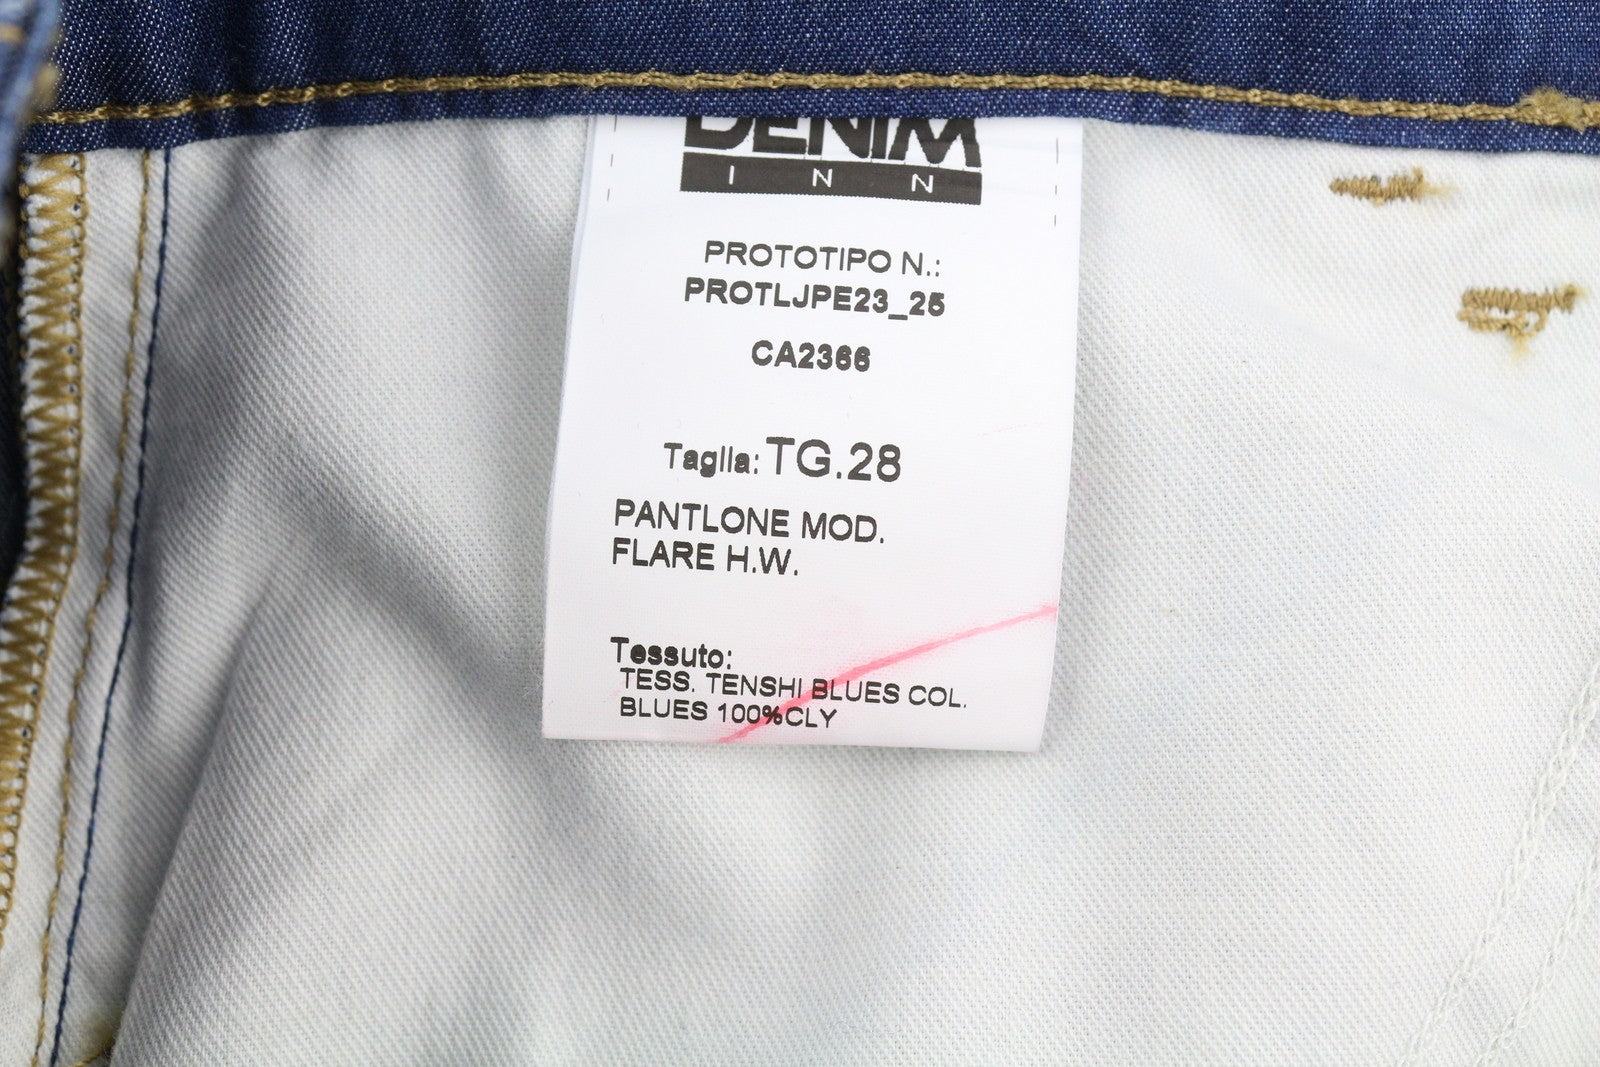 DENIM
INN
PROTOTIPO N.:
PROTLJPE23_25
CA2366
Taglia: TG.28
PANTLONE MOD.
FLARE H.W.
Tessuto:
TESS. TENSHI BLUES COL.
BLUES 100%CLY